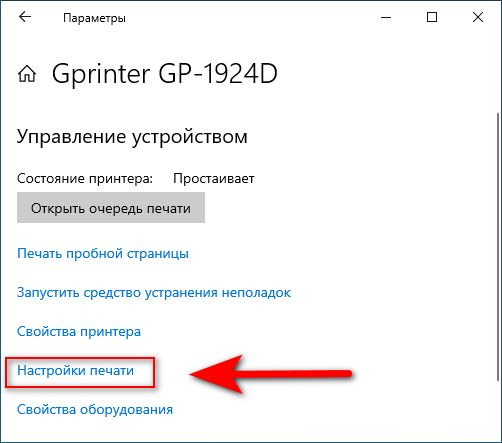 Параметры
Gprinter GP-1924D
Управление устройством
Состояние принтера: Простаивает
Открыть очередь печати
Печать пробной страницы
Запустить средство устранения неполадок
Свойства принтера
Настройки печати
Свойства оборудования